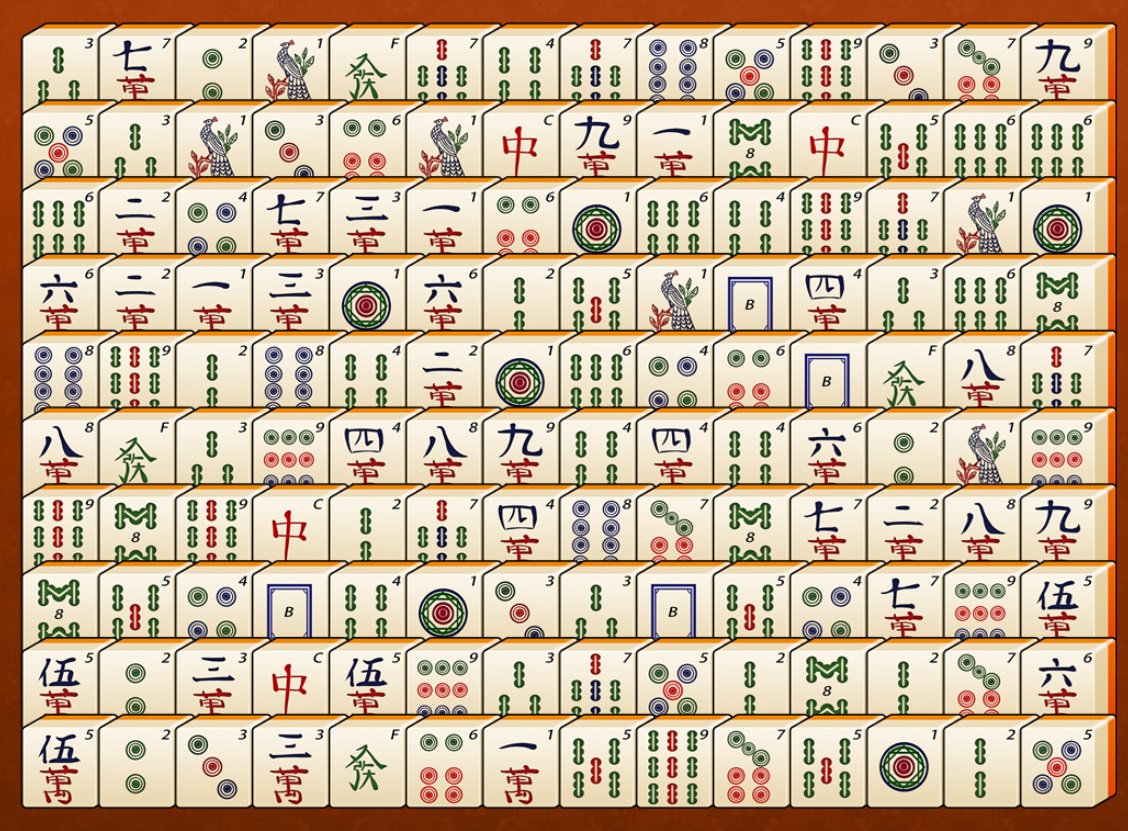 3 7 2 1 F 7 4 7 8 5 9 3 7 9
七 發 九
萬 萬
5 3 1 3 6 1 C 9 1 8 C 5 6 6
中 九 一 中
萬 萬
6 2 4 7 3 1 6 1 6 4 9 7 1 1
二 七 三 一
萬 萬 萬 萬
6 2 1 3 1 6 2 5 1 B 4 3 6 8
六 二 一 三 六 四
萬 萬 萬 萬 萬 萬
8 9 2 8 4 2 1 6 4 6 B F 8 7
二 發 八
萬 萬
8 F 3 9 4 8 9 4 4 4 6 2 1 9
八 發 四 八 九 四 六
萬 萬 萬 萬 萬 萬
9 8 9 C 2 7 4 8 7 8 7 2 8 9
中 四 七 二 八 九
萬 萬 萬 萬 萬
8 5 4 B 4 1 3 3 B 5 4 7 9 5
七 伍
萬 萬
5 2 3 C 5 9 3 7 5 2 8 2 7 6
伍 三 中 伍 六
萬 萬 萬 萬
5 2 3 3 F 6 1 5 9 7 5 1 2 5
伍 三 發 一
萬 萬 萬